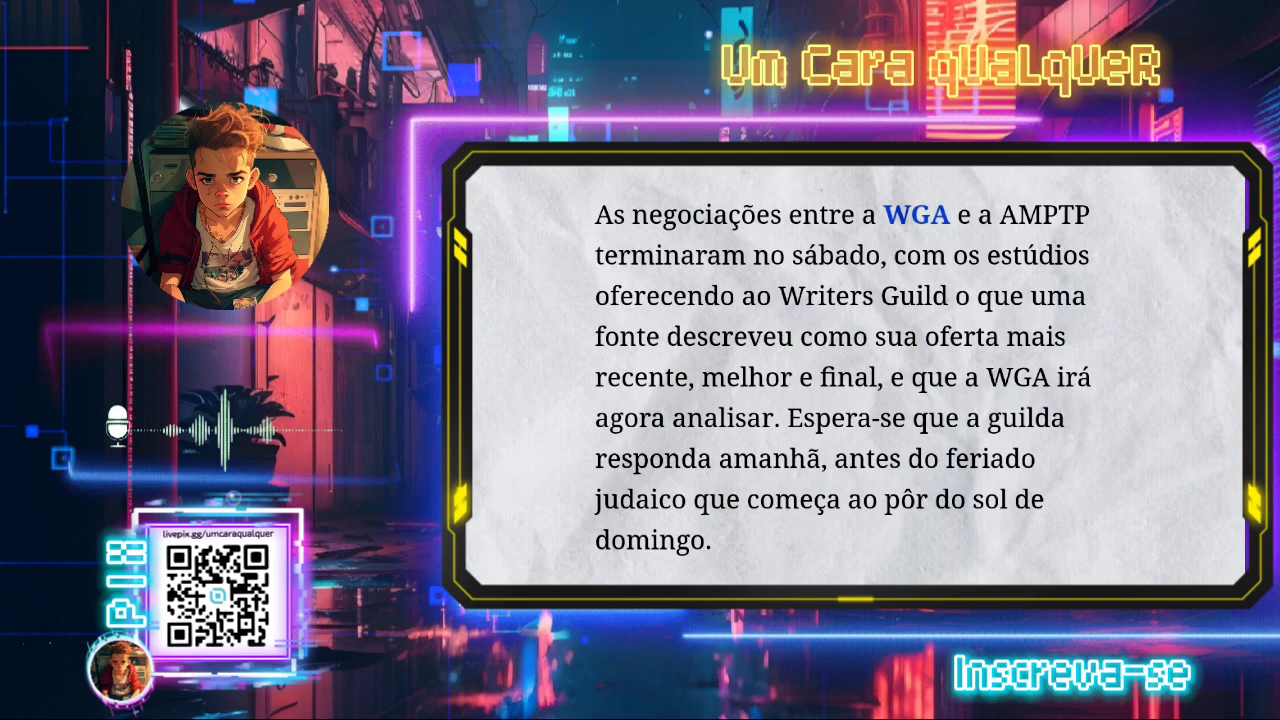 Um Cara qUaLqUeR
As negociações entre a WGA e a AMPTP
terminaram no sábado, com os estúdios
oferecendo ao Writers Guild o que uma
fonte descreveu como sua oferta mais
recente, melhor e final, e que a WGA irá
agora analisar. Espera-se que a guilda
responda amanhã, antes do feriado
judaico que começa ao pôr do sol de
domingo.
livepix.gg/umcaraqualquer
PIX
Inscreva-se